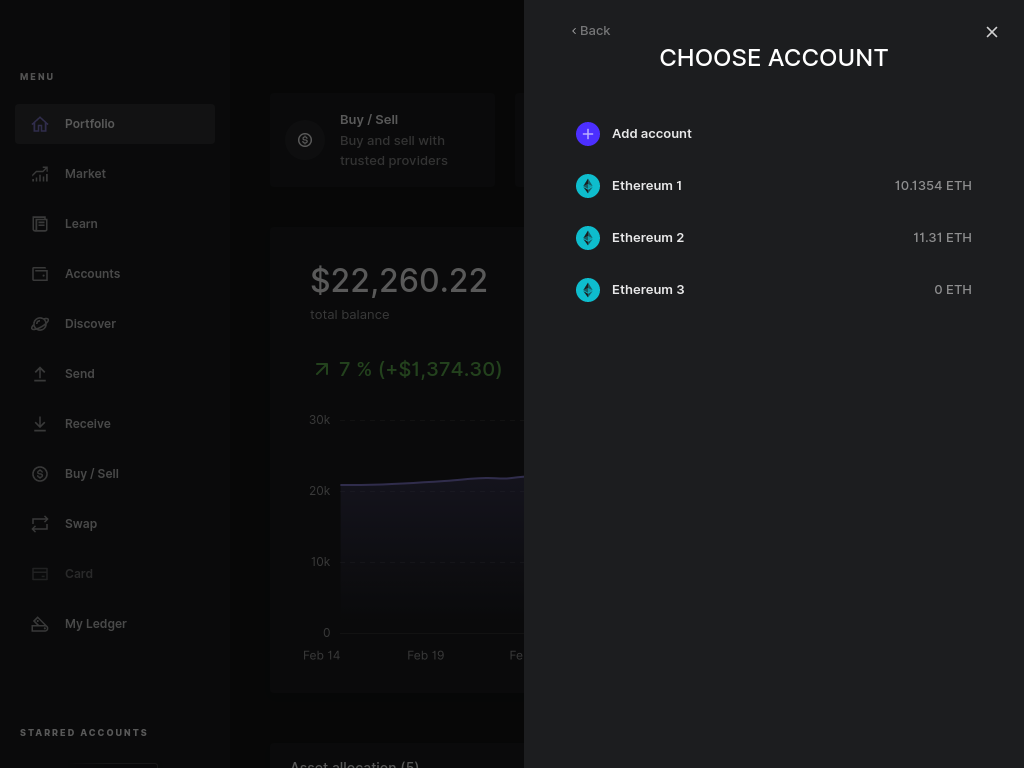 MENU
Portfolio
Market
Learn
Accounts
Discover
Send
Receive
Buy / Sell
Swap
Card
My Ledger
STARRED ACCOUNTS
Buy / Sell
Buy and sell with
trusted providers
$22,260.22
total balance
7 % (+$1,374.30)
30k
20k
10k
0
Feb 14
Feb 19
Asset allocation (5)
‹ Back
CHOOSE ACCOUNT
Add account
Ethereum 1 10.1354 ETH
Ethereum 2 11.31 ETH
Ethereum 3 0 ETH